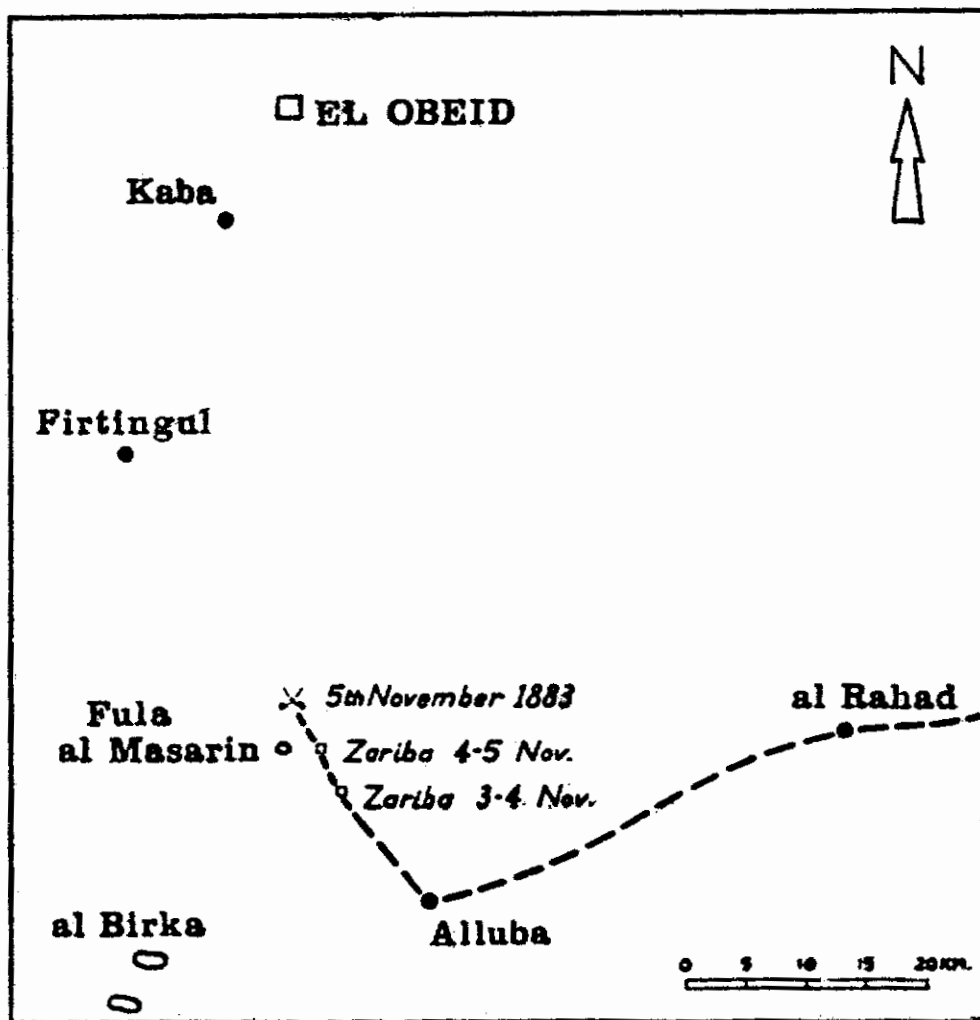 N
EL OBEID
Kaba
Firtingul
5th November 1883
al Rahad
Fula
al Masarin
Zariba 4-5 Nov.
Zariba 3-4 Nov.
al Birka
Alluba
0 5 10 15 20 KM.